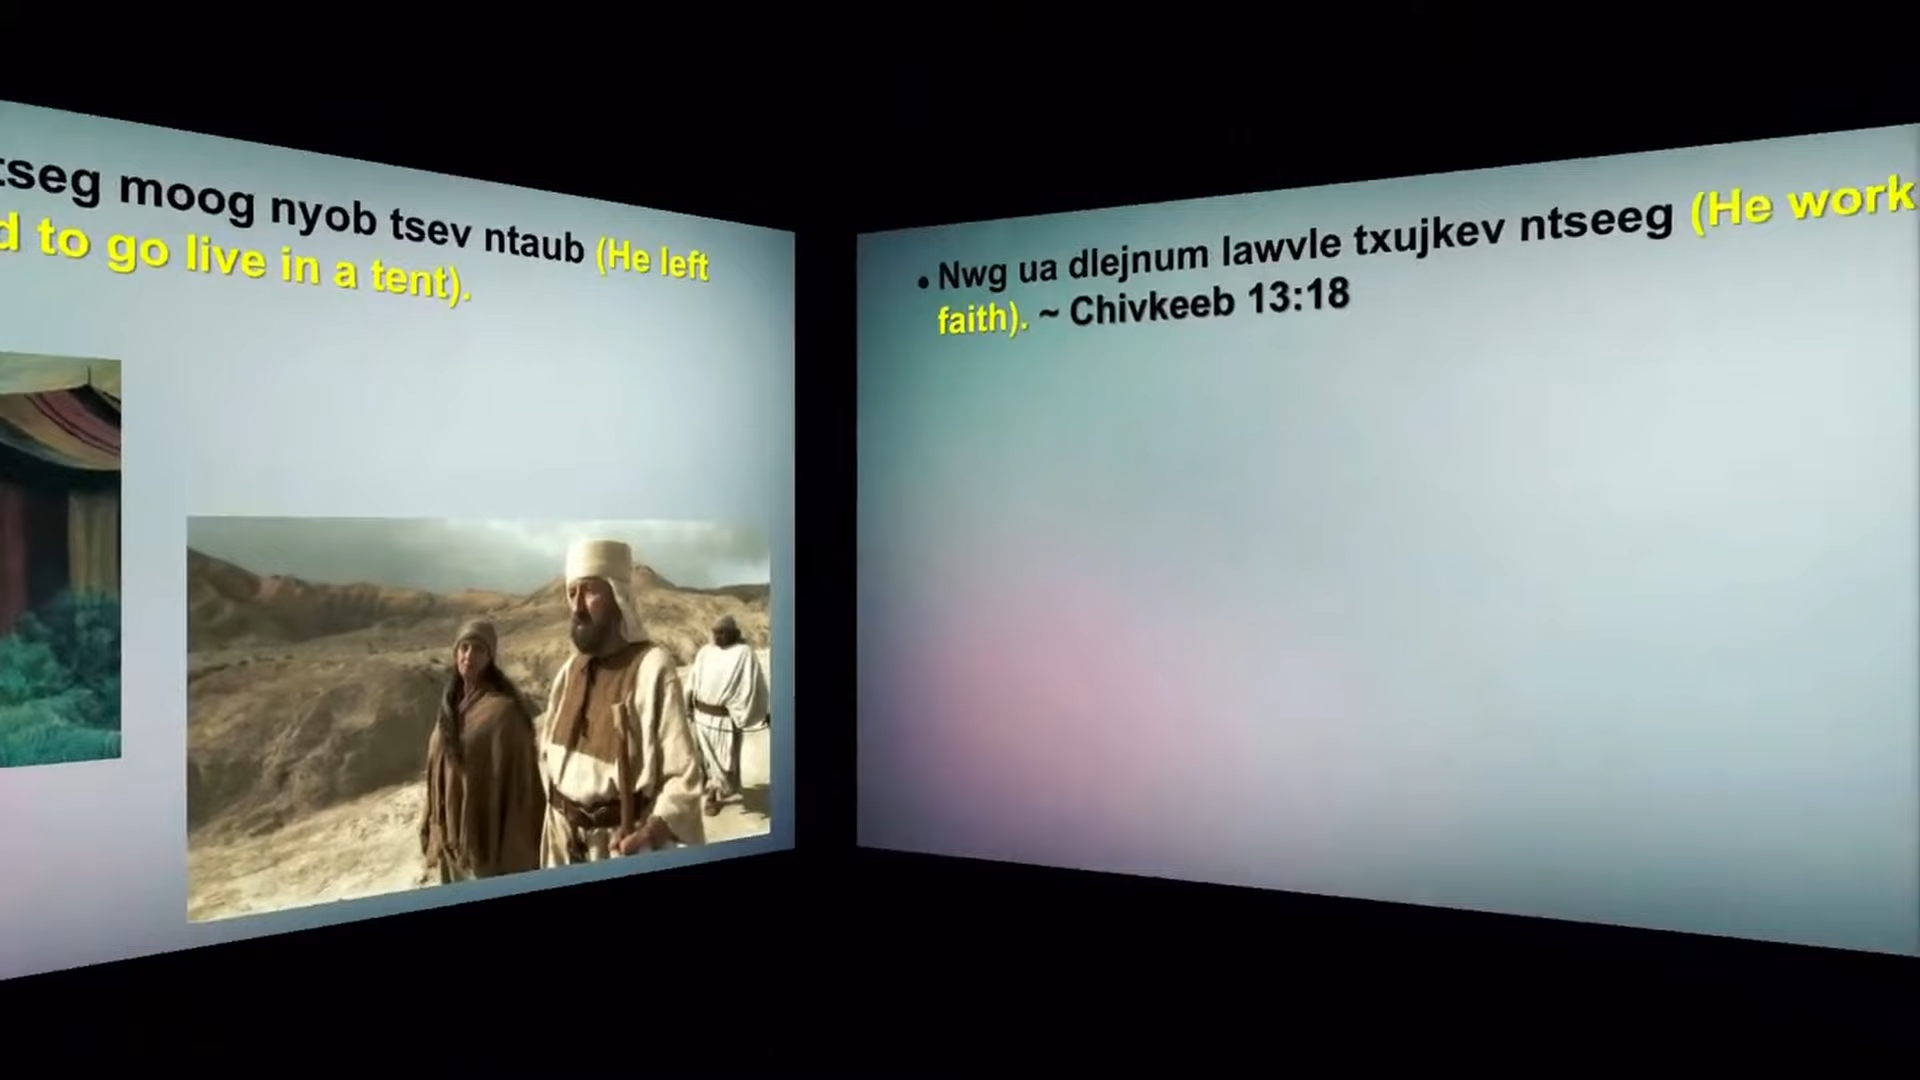 tseg moog nyob tsev ntaub (He left
d to go live in a tent).
• Nwg ua dlejnum lawvle txujkev ntseeg (He work
faith). ~ Chivkeeb 13:18